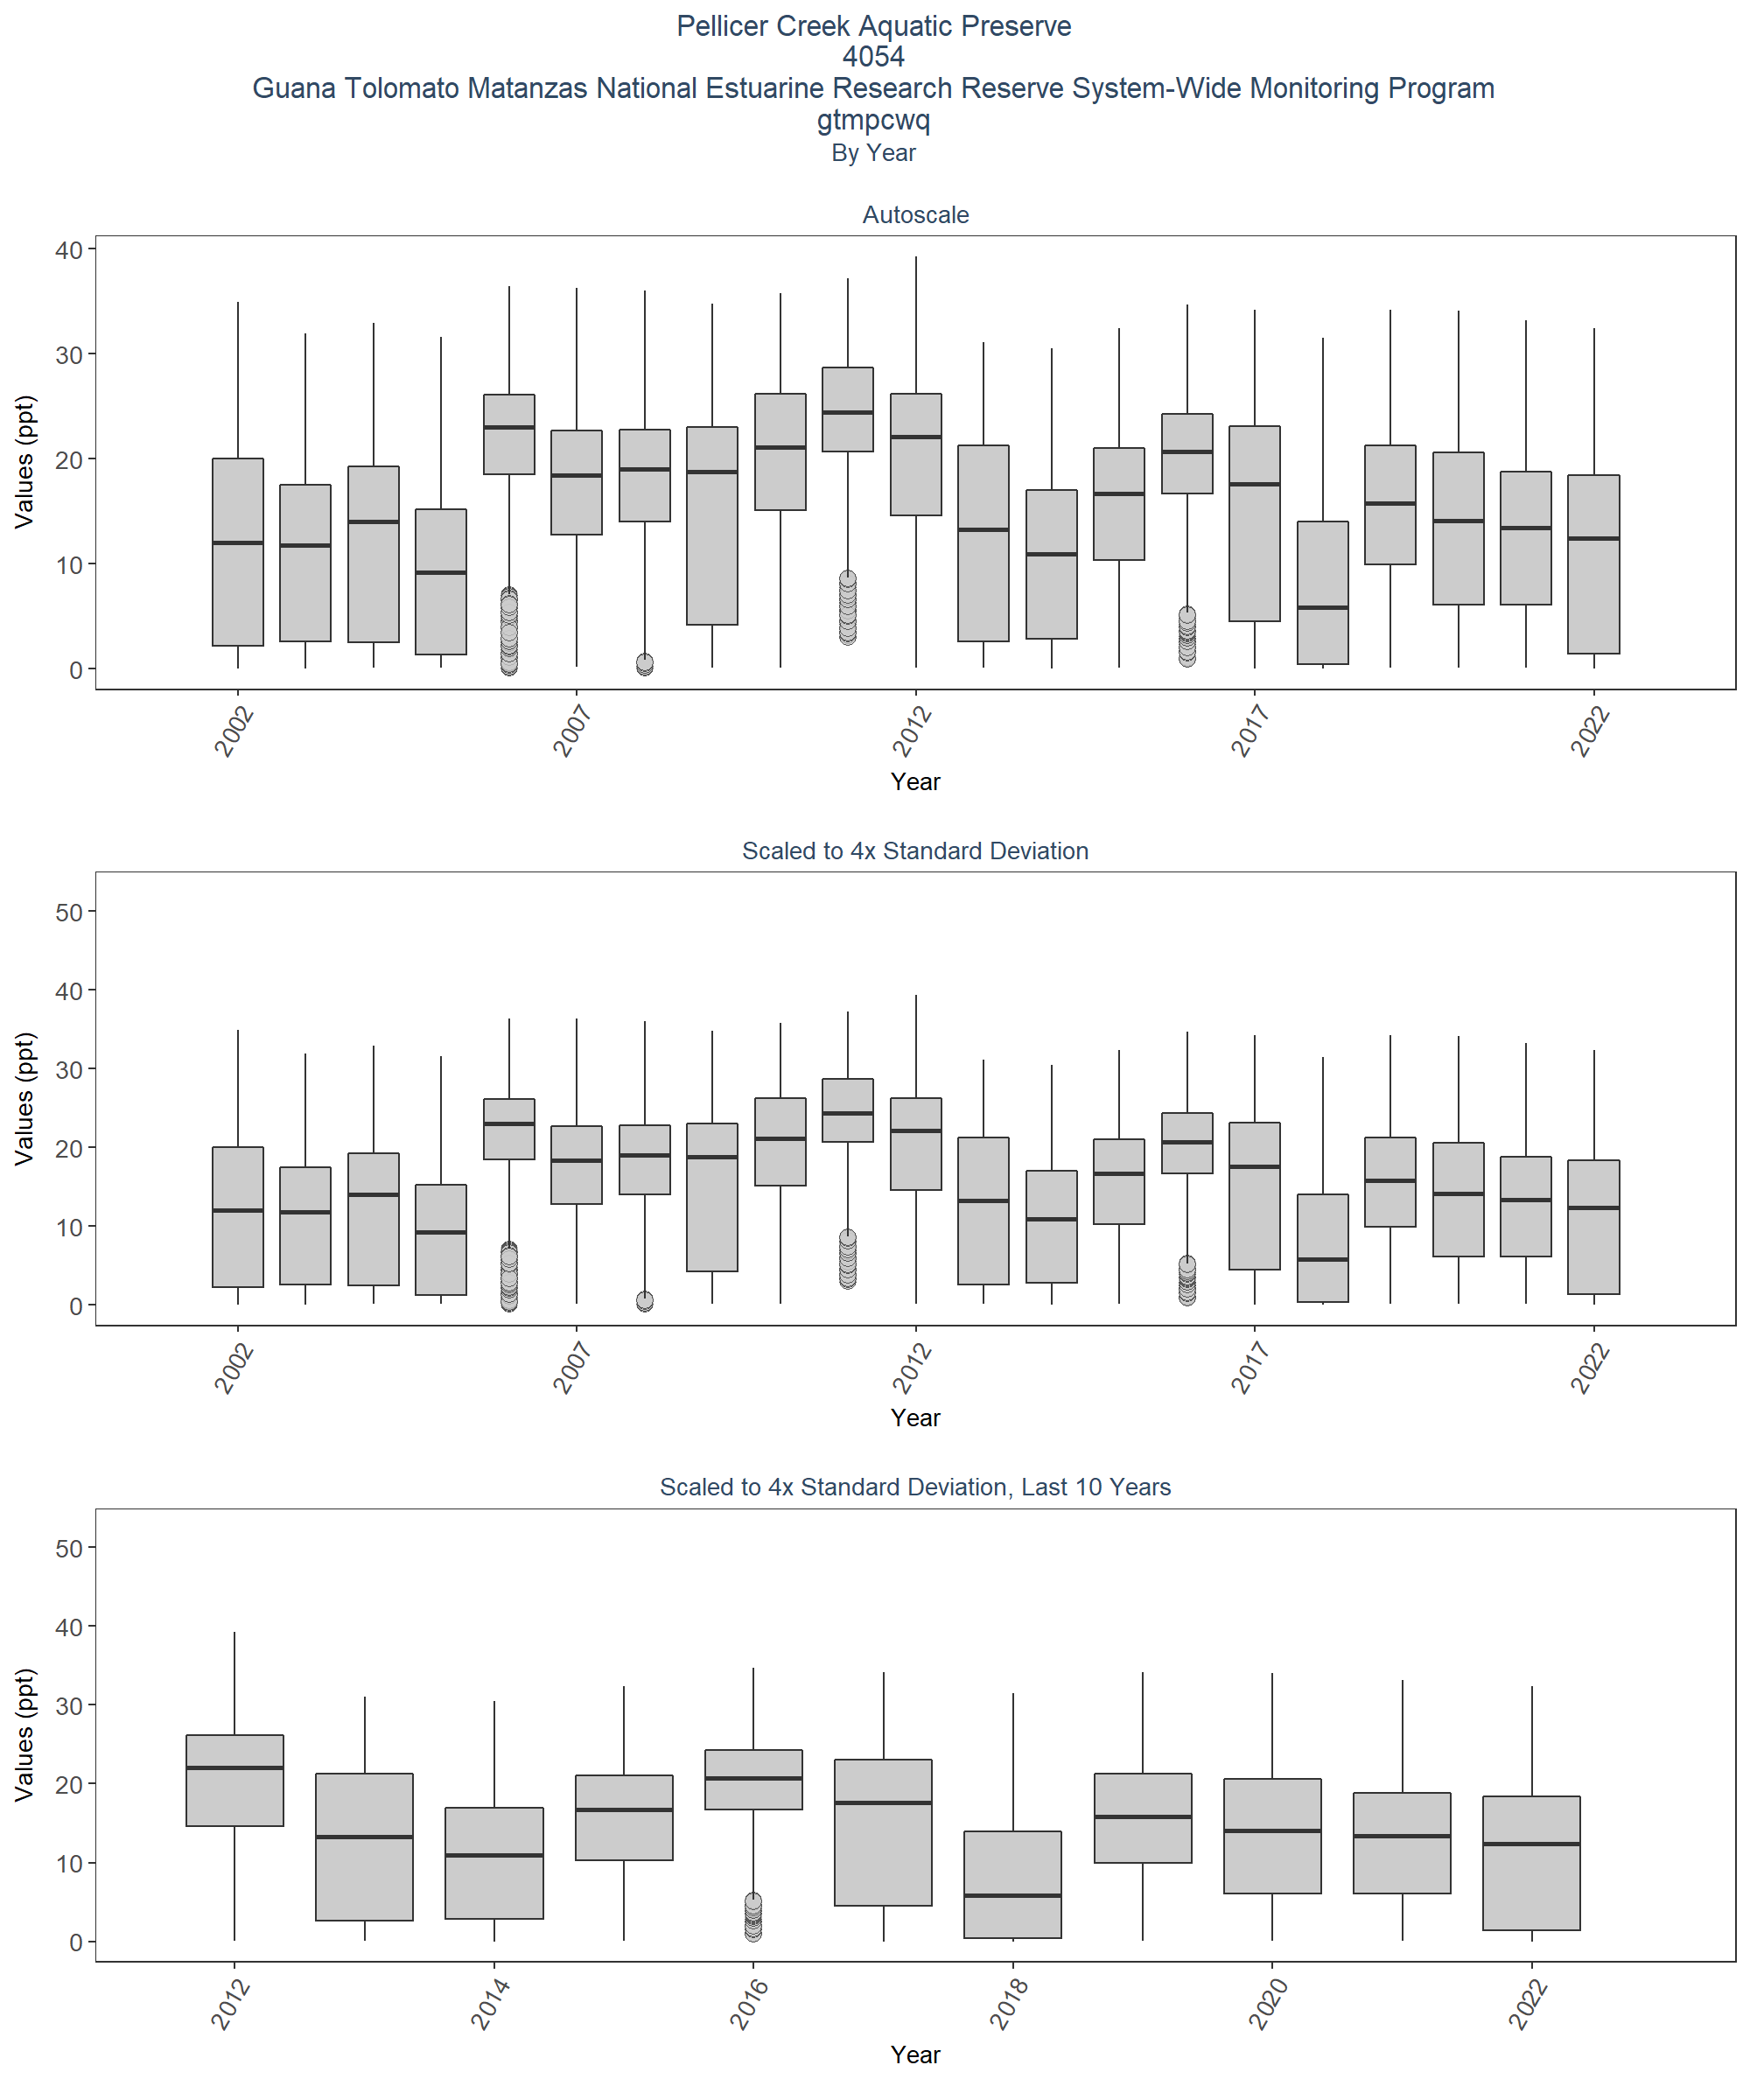 Pellicer Creek Aquatic Preserve
4054
Guana Tolomato Matanzas National Estuarine Research Reserve System-Wide Monitoring Program
gtmpcwq
By Year
Autoscale
40
30
20
10
0
Values (ppt)
2002 2007 2012 2017 2022
Year
Scaled to 4x Standard Deviation
50
40
30
20
10
0
Values (ppt)
2002 2007 2012 2017 2022
Year
Scaled to 4x Standard Deviation, Last 10 Years
50
40
30
20
10
0
Values (ppt)
2012 2014 2016 2018 2020 2022
Year